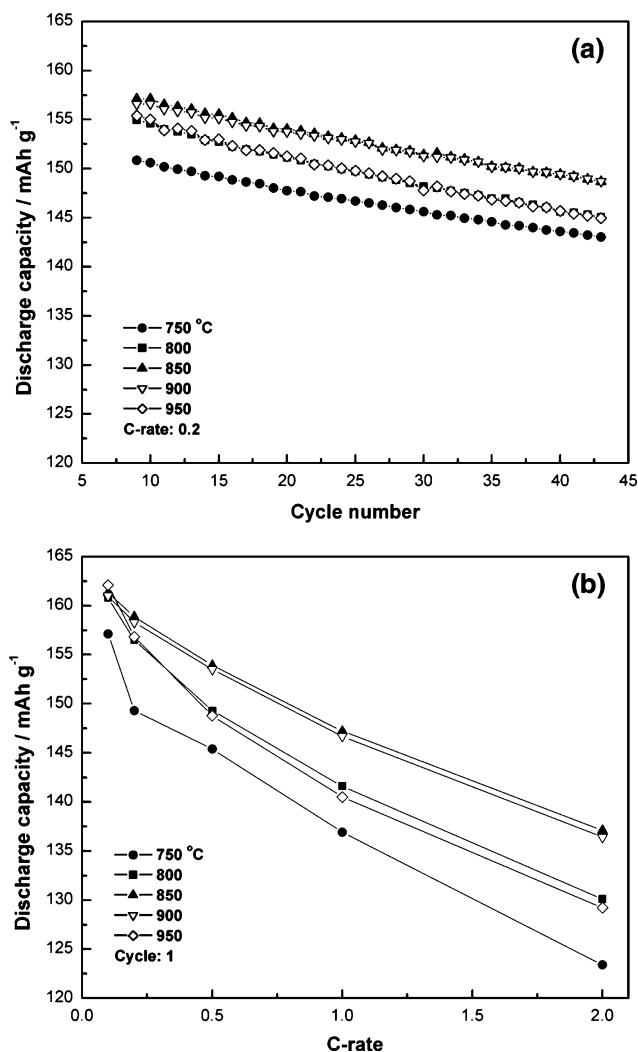 (a)
165
160
155
150
145
140
135
130
125
120
Discharge capacity / mAh g⁻¹
750 °C
800
850
900
950
C-rate: 0.2
5 10 15 20 25 30 35 40 45
Cycle number
(b)
165
160
155
150
145
140
135
130
125
120
Discharge capacity / mAh g⁻¹
750 °C
800
850
900
950
Cycle: 1
0.0 0.5 1.0 1.5 2.0
C-rate